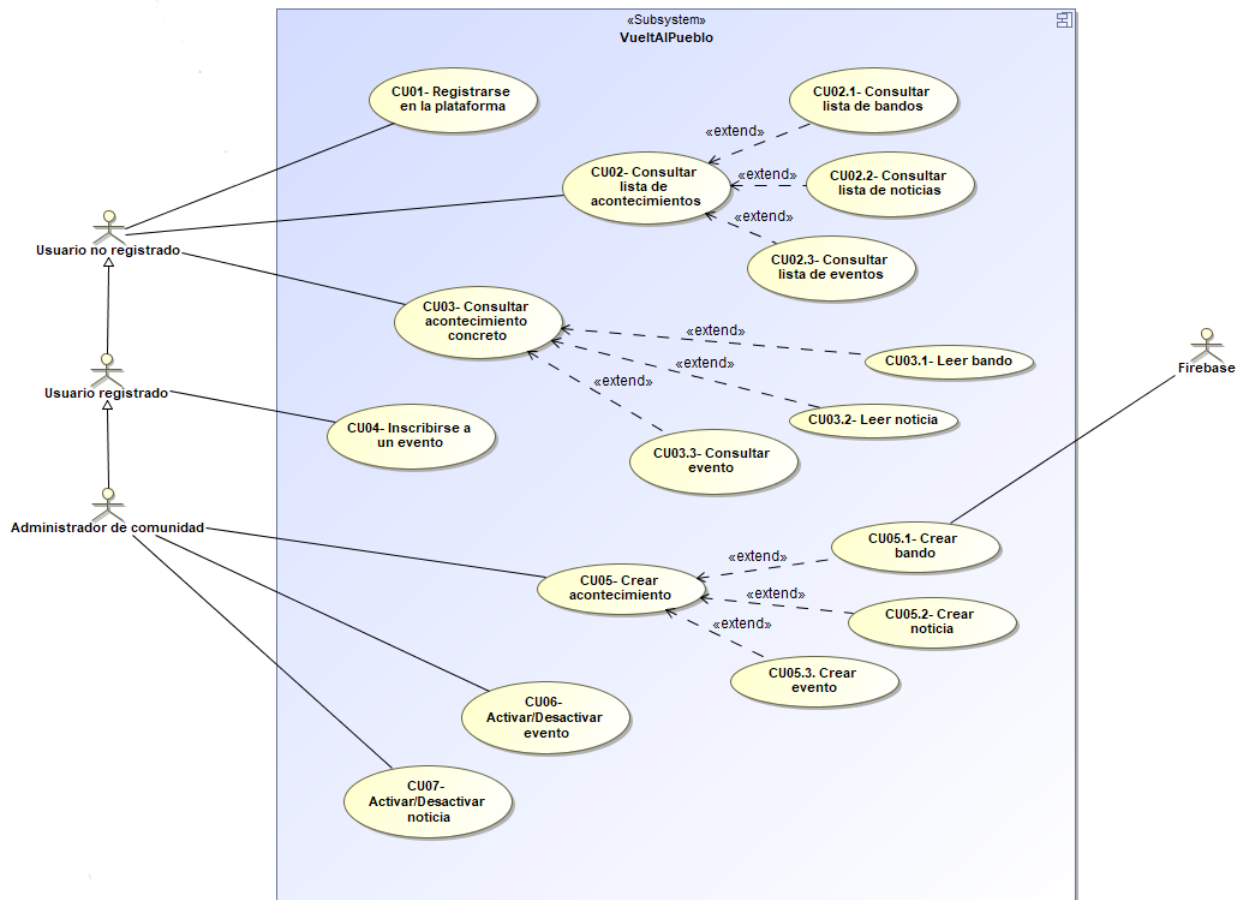 «Subsystem»
VueltAlPueblo
CU01- Registrarse
en la plataforma
CU02.1- Consultar
lista de bandos
«extend»
CU02- Consultar
lista de
acontecimientos
«extend»
CU02.2- Consultar
lista de noticias
«extend»
CU02.3- Consultar
lista de eventos
Usuario no registrado
CU03- Consultar
acontecimiento
concreto
«extend»
CU03.1- Leer bando
«extend»
CU03.2- Leer noticia
«extend»
CU03.3- Consultar
evento
Firebase
Usuario registrado
CU04- Inscribirse a
un evento
Administrador de comunidad
CU05.1- Crear
bando
«extend»
CU05- Crear
acontecimiento
«extend»
CU05.2- Crear
noticia
«extend»
CU05.3. Crear
evento
CU06-
Activar/Desactivar
evento
CU07-
Activar/Desactivar
noticia